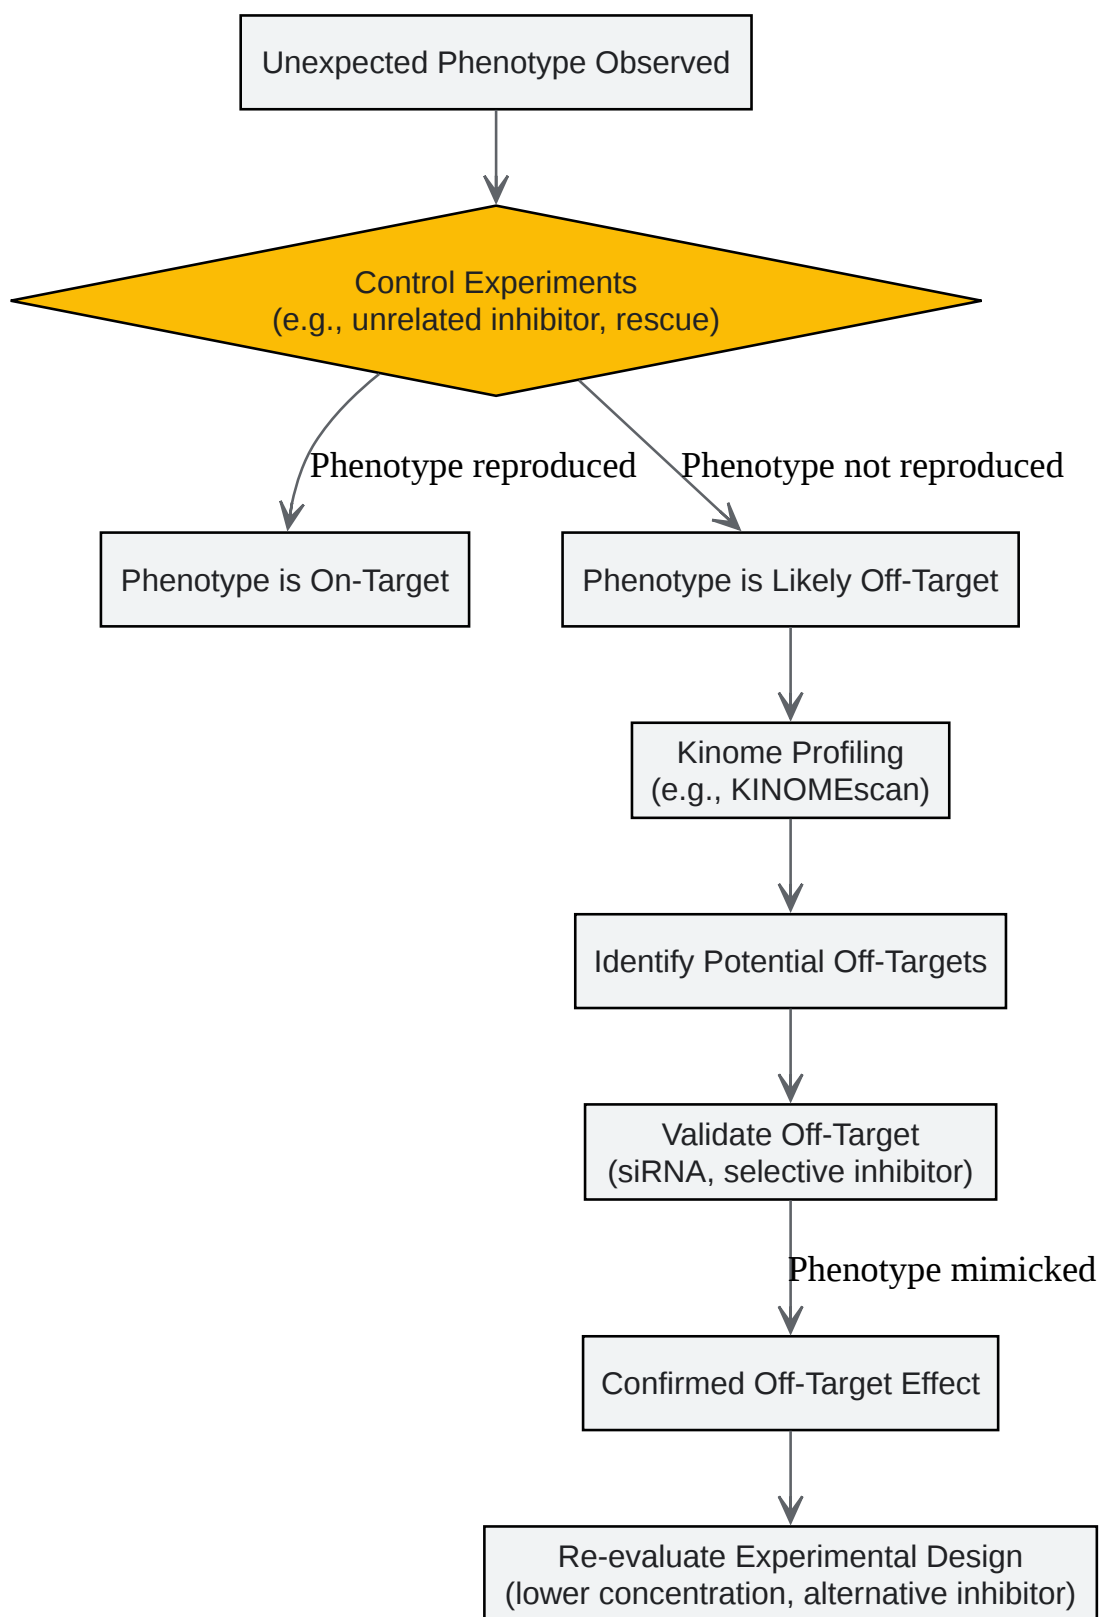 Unexpected Phenotype Observed
Control Experiments
(e.g., unrelated inhibitor, rescue)
Phenotype reproduced
Phenotype not reproduced
Phenotype is On-Target
Phenotype is Likely Off-Target
Kinome Profiling
(e.g., KINOMEscan)
Identify Potential Off-Targets
Validate Off-Target
(siRNA, selective inhibitor)
Phenotype mimicked
Confirmed Off-Target Effect
Re-evaluate Experimental Design
(lower concentration, alternative inhibitor)